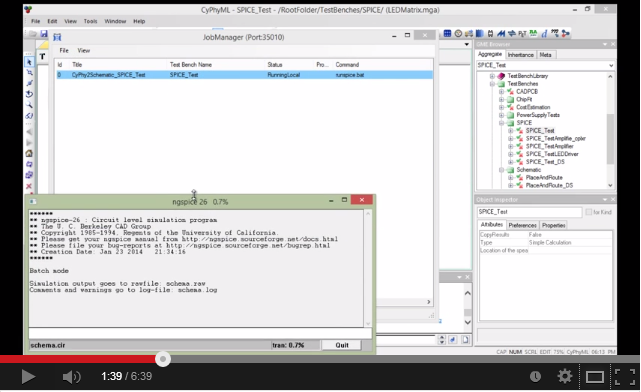 CyPhyML - SPICE_Test - /RootFolder/TestBenches/SPICE/ (LEDMatrix.mga)
File Edit View Tools Window Help
JobManager (Port:35010)
File View
Id Title Test Bench Name Status Pro... Command
0 CyPhy2Schematic_SPICE_Test SPICE_Test RunningLocal runspice.bat
GME Browser
Aggregate Inheritance Meta
SPICE_Test
TestBenchLibrary
TestBenches
CADPCB
ChipFit
CostEstimation
PowerSupplyTests
SPICE
SPICE_Test
SPICE_TestAmplifie_opier
SPICE_TestAmplifier
SPICE_TestLEDDriver
SPICE_Test_DS
Schematic
PlaceAndRoute
PlaceAndRoute_DS
Object Inspector
SPICE_Test for Kind
Attributes Preferences Properties
CopyResults False
Type Simple Calculation
Location of the spea
ngspice 26 0.7%
******
** ngspice-26 : Circuit level simulation program
** The U. C. Berkeley CAD Group
** Copyright 1985-1994, Regents of the University of California.
** Please get your ngspice manual from http://ngspice.sourceforge.net/docs.html
** Please file your bug-reports at http://ngspice.sourceforge.net/bugrep.html
** Creation Date: Jan 23 2014 21:34:16
******
Batch mode
Simulation output goes to rawfile: schema.raw
Comments and warnings go to log-file: schema.log
schema.cir tran: 0.7% Quit
CAP NUM SCRL EDIT 75% CyPhyML 06:13 PM
1:39 / 6:39